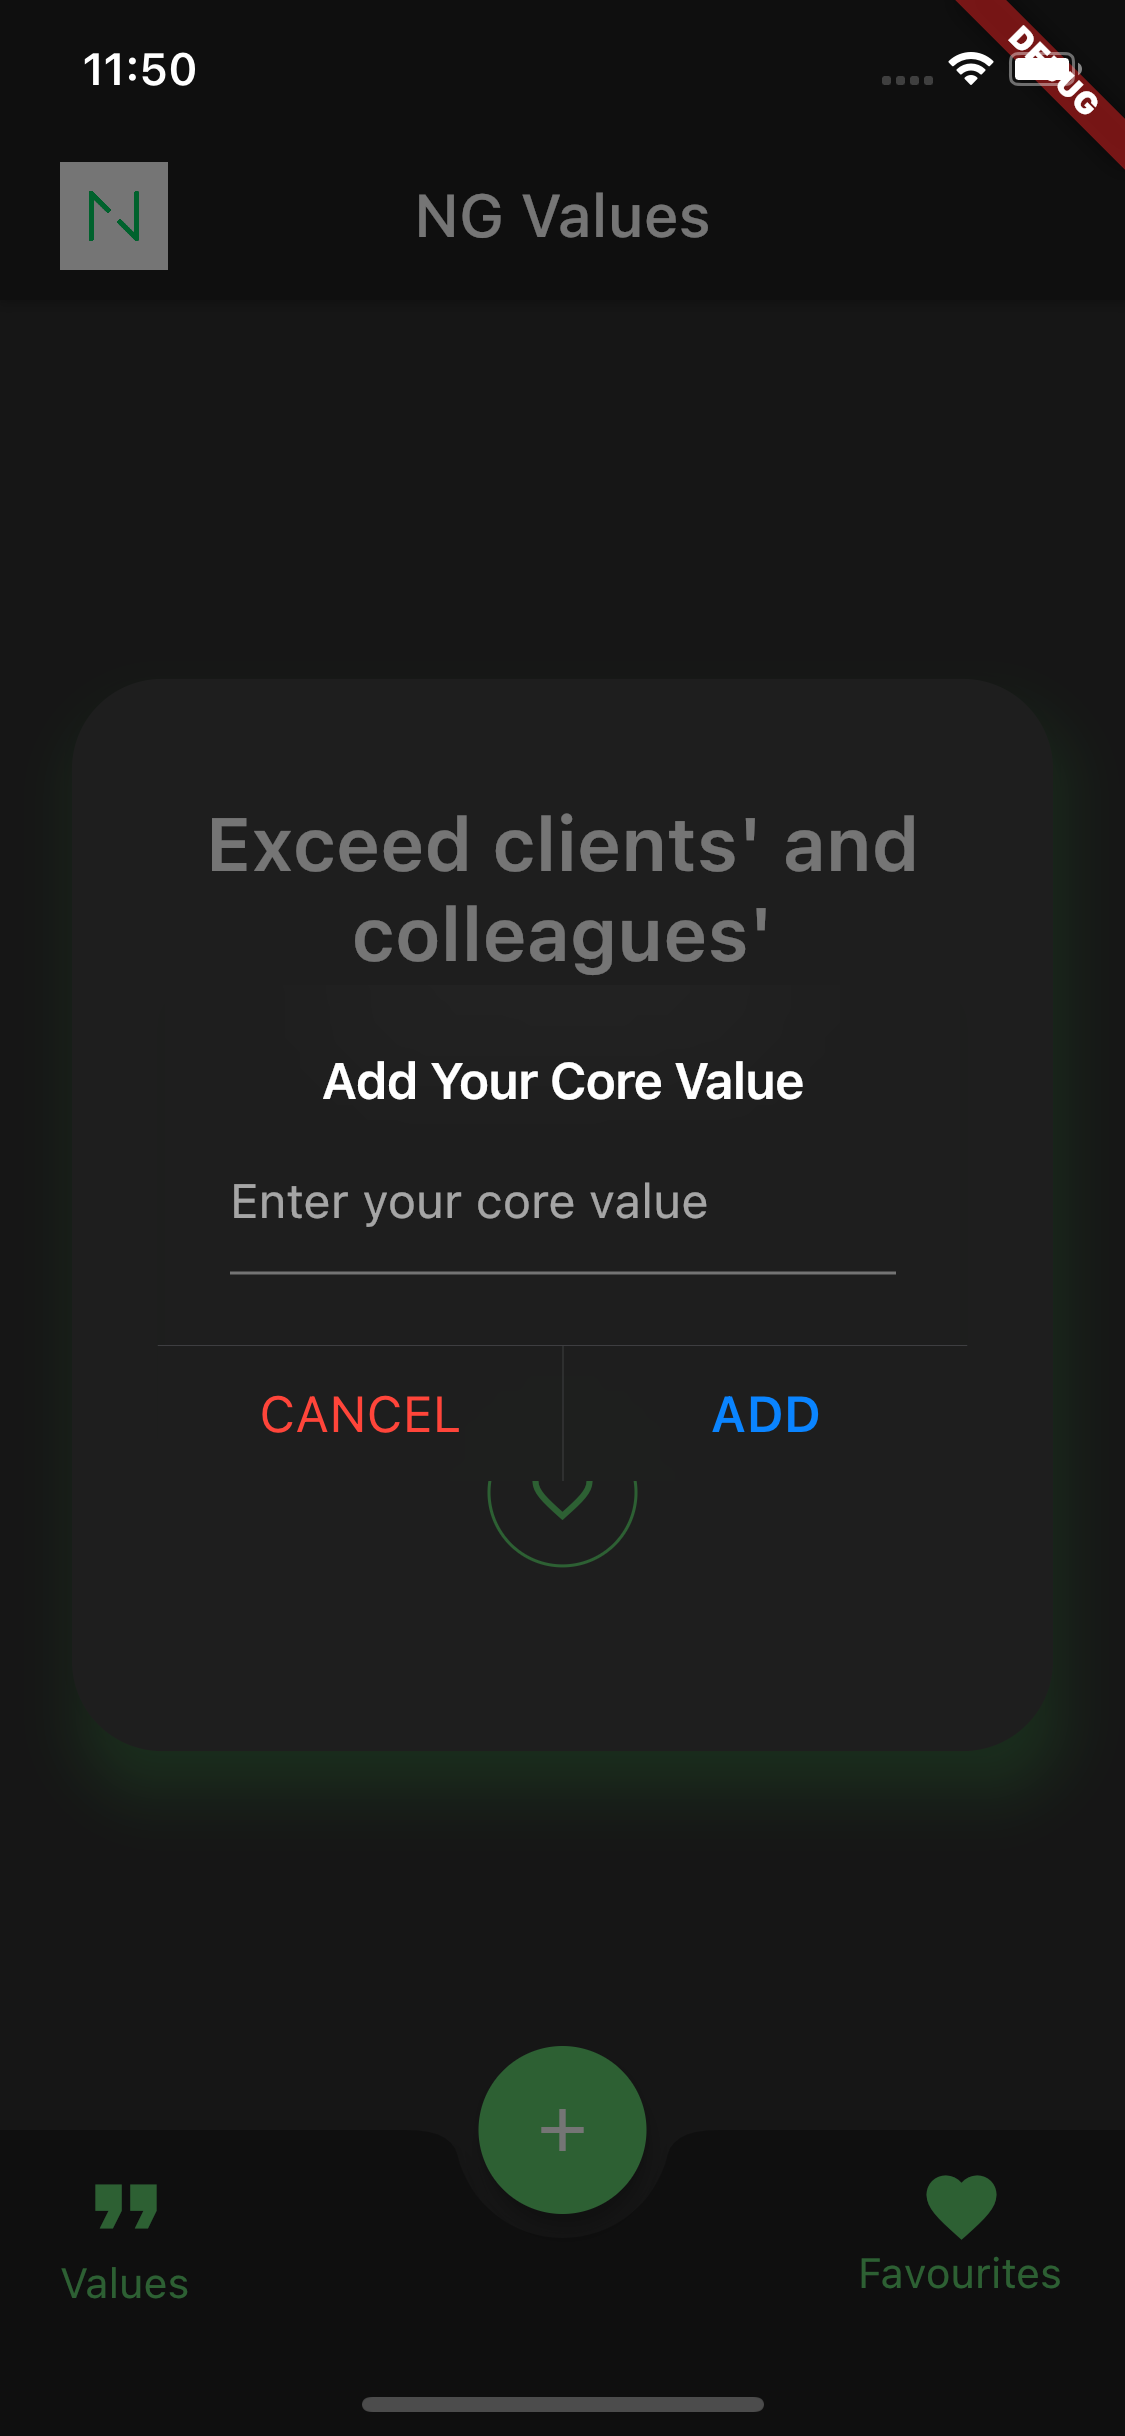 11:50
DEBUG
NG Values
Exceed clients' and
colleagues'
Add Your Core Value
Enter your core value
CANCEL
ADD
Values
Favourites